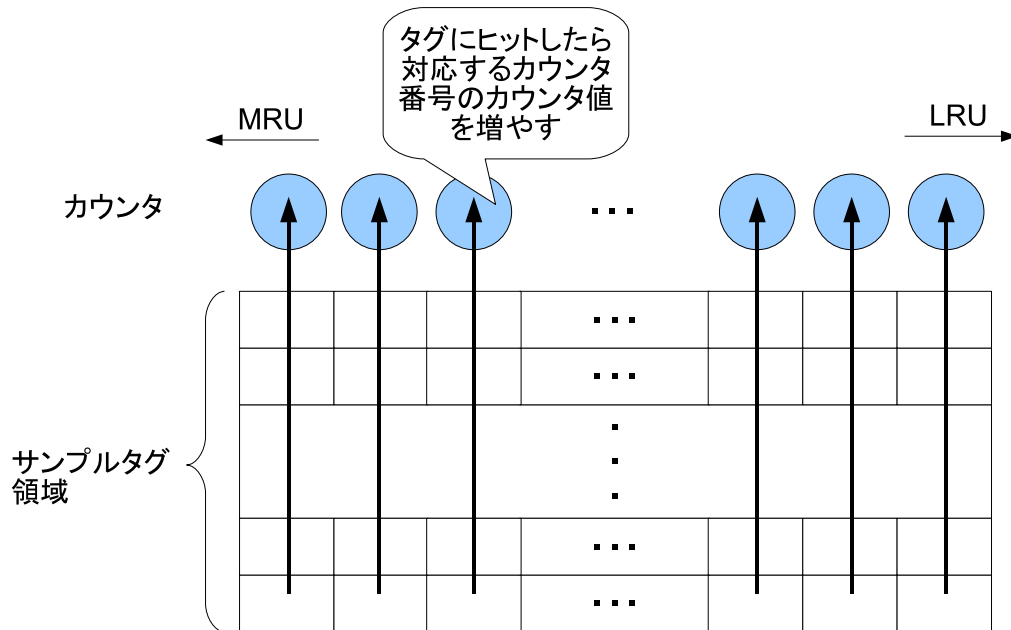 タグにヒットしたら
対応するカウンタ
番号のカウンタ値
を増やす
MRU
LRU
カウンタ
サンプルタグ
領域